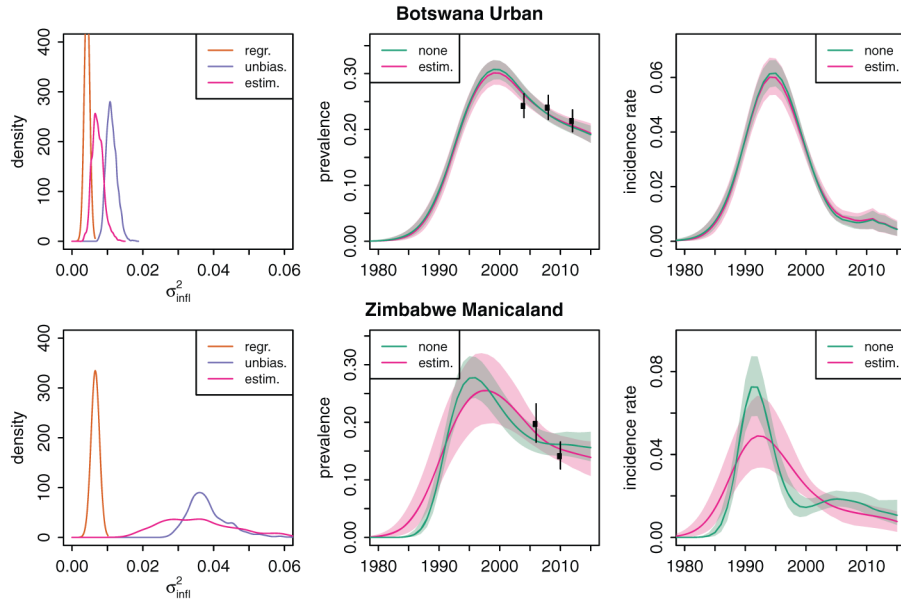 Botswana Urban
density
0 100 200 300 400
regr.
unbias.
estim.
0.00 0.02 0.04 0.06
σ²infl
prevalence
0.00 0.10 0.20 0.30
none
estim.
1980 1990 2000 2010
incidence rate
0.00 0.02 0.04 0.06
none
estim.
1980 1990 2000 2010
Zimbabwe Manicaland
density
0 100 200 300 400
regr.
unbias.
estim.
0.00 0.02 0.04 0.06
σ²infl
prevalence
0.00 0.10 0.20 0.30
none
estim.
1980 1990 2000 2010
incidence rate
0.00 0.04 0.08
none
estim.
1980 1990 2000 2010